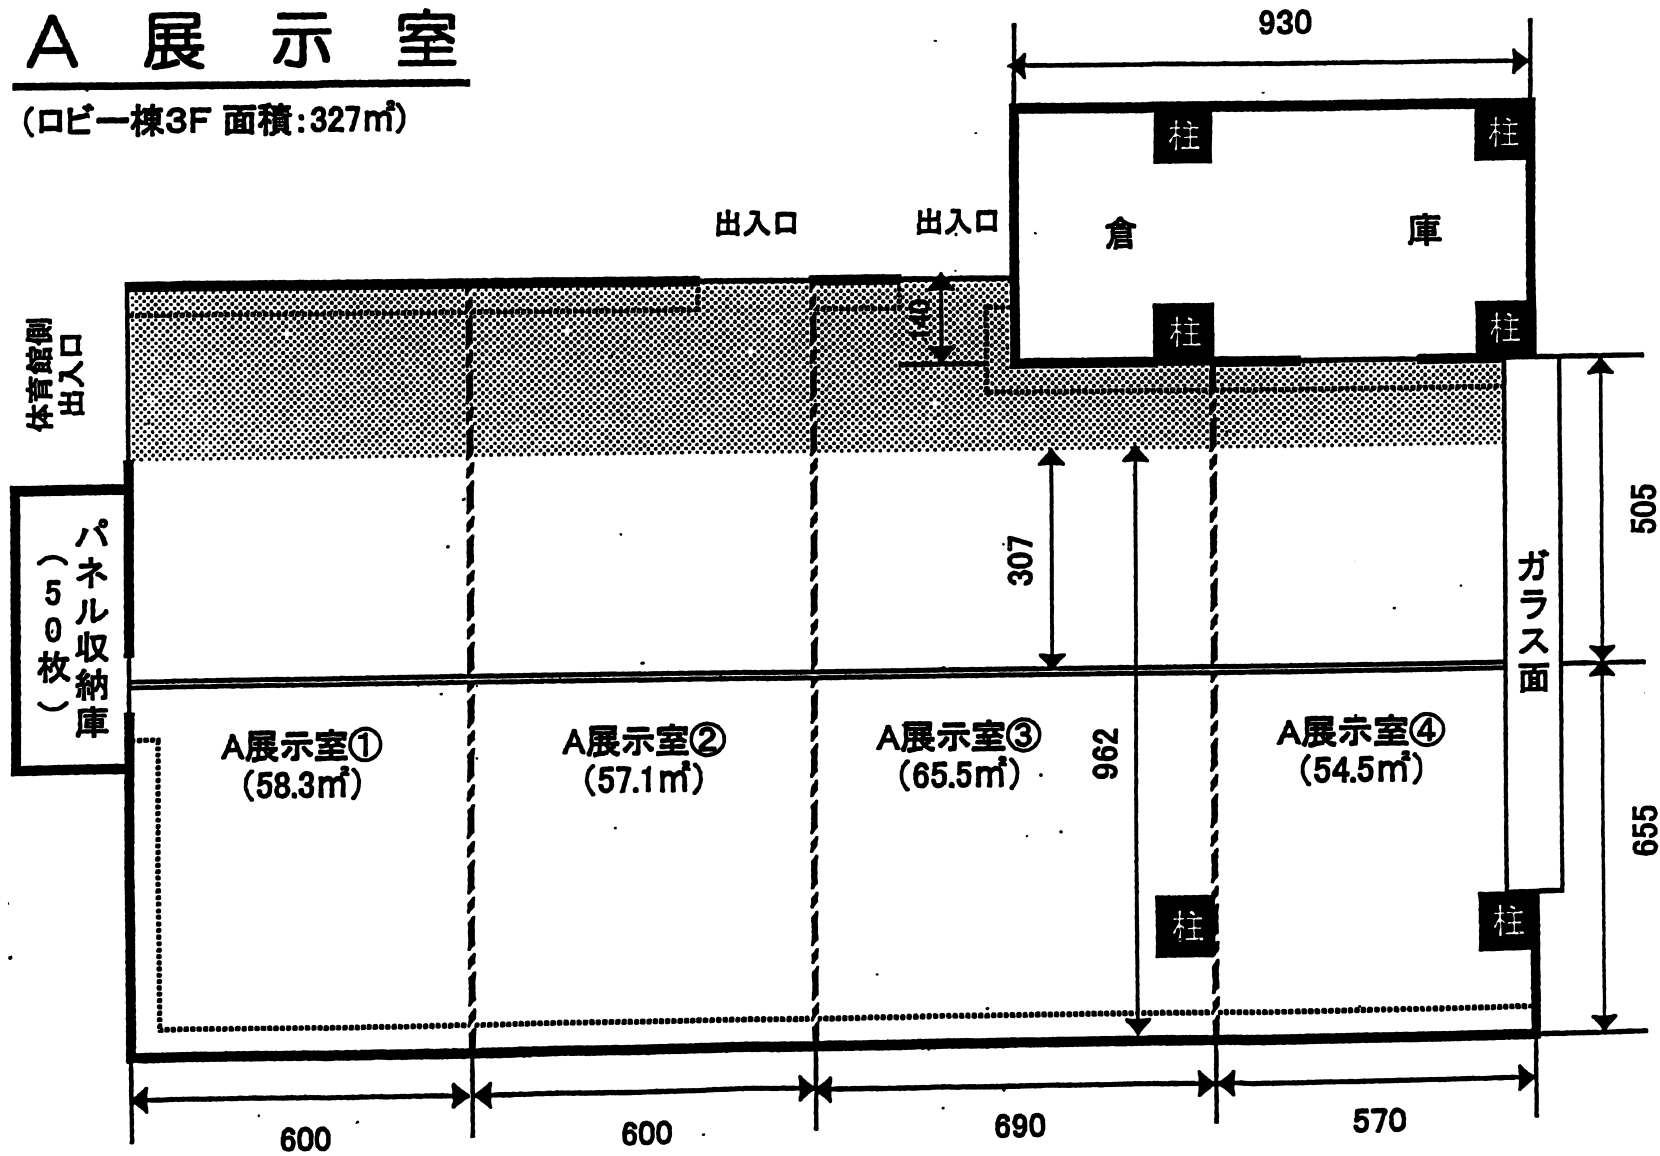 A 展 示 室
(ロビー棟3F 面積:327㎡)
930
柱
柱
倉 庫
出入口
出入口
柱
柱
140
体育館側
出入口
パネル収納庫
(50枚)
307
962
505
655
ガラス面
A展示室①
(58.3㎡)
A展示室②
(57.1㎡)
A展示室③
(65.5㎡)
A展示室④
(54.5㎡)
柱
柱
600
600
690
570